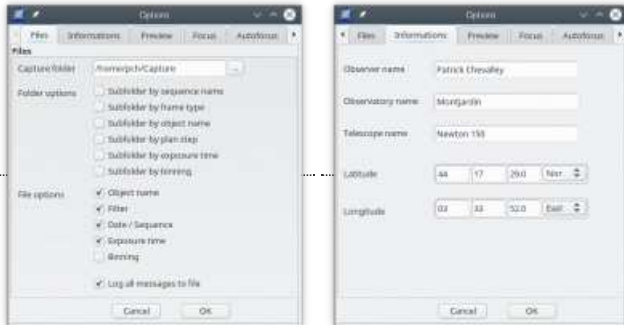 Options
Files Informations Preview Focus Autofocus
Files
Capture folder /home/pch/Capture ...
Folder options Subfolder by sequence name
Subfolder by frame type
Subfolder by object name
Subfolder by plan step
Subfolder by exposure time
Subfolder by binning
File options Object name
Filter
Date / Sequence
Exposure time
Binning
Log all messages to file
Cancel OK
Options
Files Informations Preview Focus Autofocus
Observer name Patrick Chevalley
Observatory name Montjardin
Telescope name Newton 150
Latitude 44 17 29.0 Nor
Longitude 03 33 52.0 East
Cancel OK